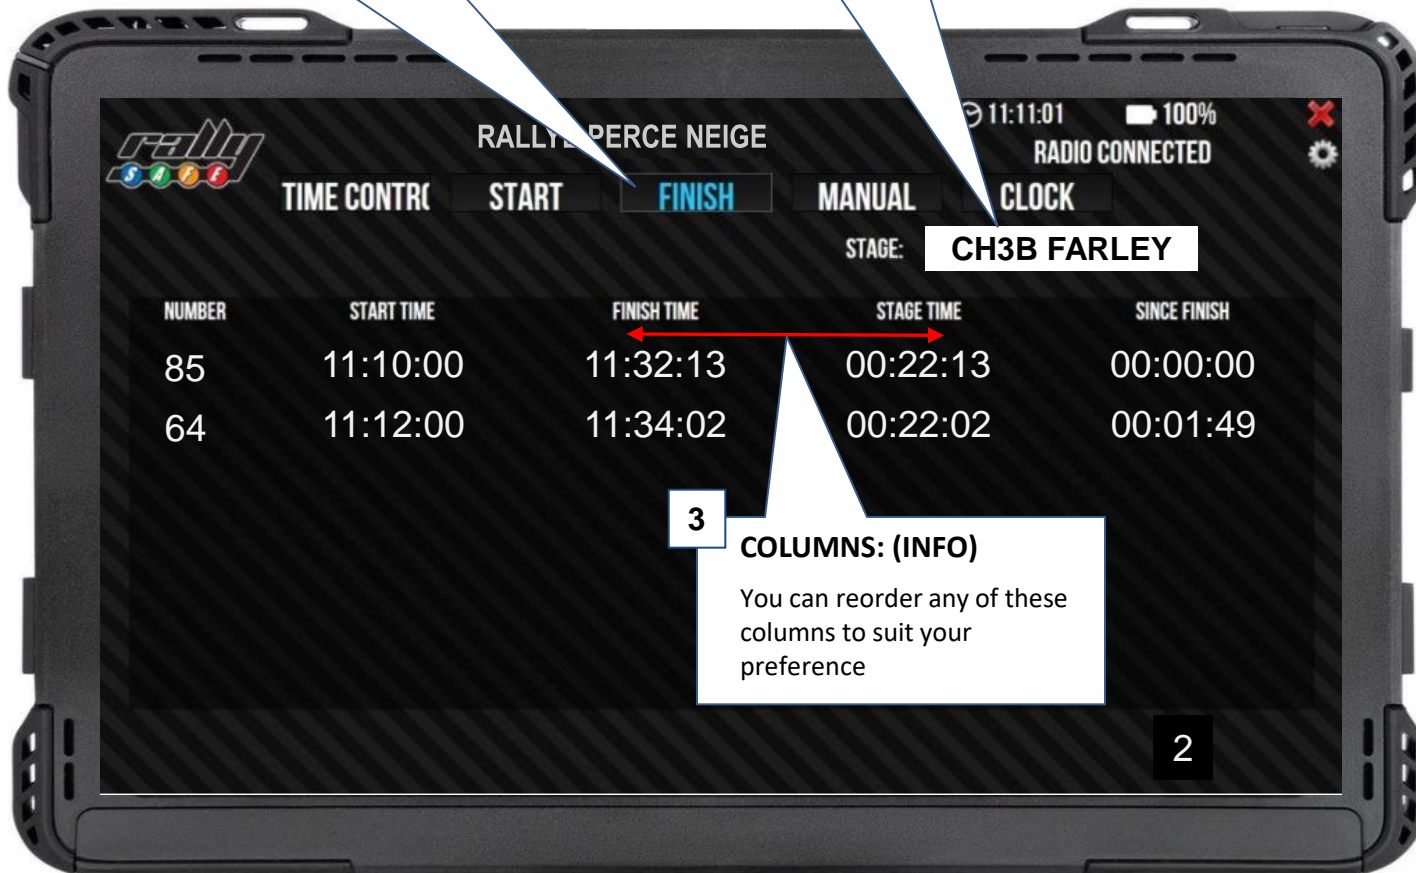 11:11:01 100%
RALLYE PERCE NEIGE
RADIO CONNECTED
rally
SAFE
TIME CONTR( START FINISH MANUAL CLOCK
STAGE: CH3B FARLEY
NUMBER START TIME FINISH TIME STAGE TIME SINCE FINISH
85 11:10:00 11:32:13 00:22:13 00:00:00
64 11:12:00 11:34:02 00:22:02 00:01:49
3
COLUMNS: (INFO)
You can reorder any of these
columns to suit your
preference
2